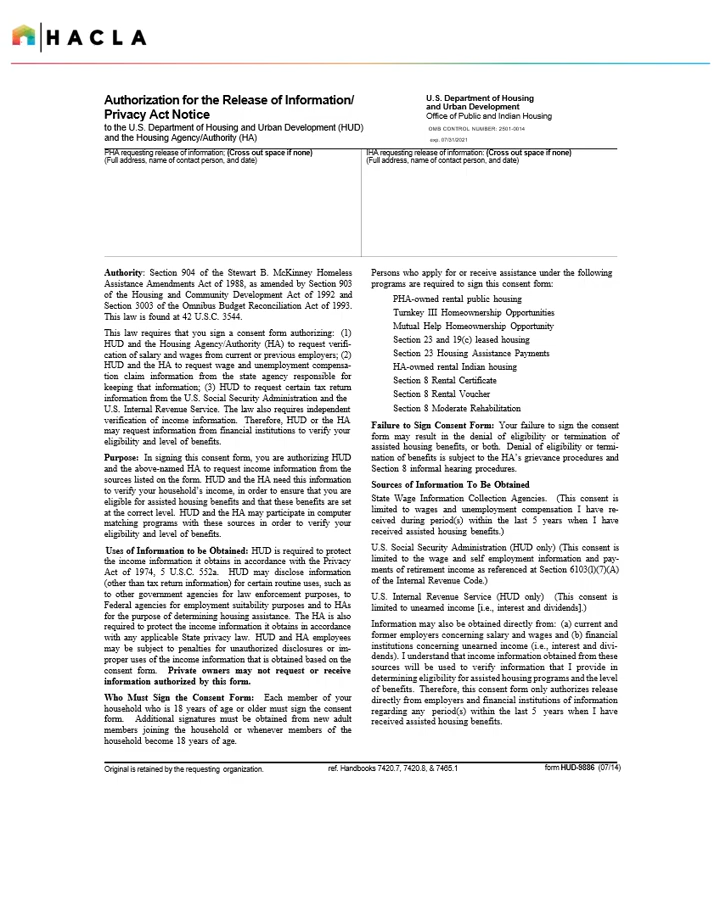 HACLA
Authorization for the Release of Information/
Privacy Act Notice
to the U.S. Department of Housing and Urban Development (HUD)
and the Housing Agency/Authority (HA)
U.S. Department of Housing
and Urban Development
Office of Public and Indian Housing
OMB CONTROL NUMBER: 2501-0014
exp. 07/31/2021
PHA requesting release of information; (Cross out space if none)
(Full address, name of contact person, and date)
IHA requesting release of information: (Cross out space if none)
(Full address, name of contact person, and date)
Authority: Section 904 of the Stewart B. McKinney Homeless
Assistance Amendments Act of 1988, as amended by Section 903
of the Housing and Community Development Act of 1992 and
Section 3003 of the Omnibus Budget Reconciliation Act of 1993.
This law is found at 42 U.S.C. 3544.
This law requires that you sign a consent form authorizing: (1)
HUD and the Housing Agency/Authority (HA) to request verifi-
cation of salary and wages from current or previous employers; (2)
HUD and the HA to request wage and unemployment compensa-
tion claim information from the state agency responsible for
keeping that information; (3) HUD to request certain tax return
information from the U.S. Social Security Administration and the
U.S. Internal Revenue Service. The law also requires independent
verification of income information. Therefore, HUD or the HA
may request information from financial institutions to verify your
eligibility and level of benefits.
Purpose: In signing this consent form, you are authorizing HUD
and the above-named HA to request income information from the
sources listed on the form. HUD and the HA need this information
to verify your household's income, in order to ensure that you are
eligible for assisted housing benefits and that these benefits are set
at the correct level. HUD and the HA may participate in computer
matching programs with these sources in order to verify your
eligibility and level of benefits.
Uses of Information to be Obtained: HUD is required to protect
the income information it obtains in accordance with the Privacy
Act of 1974, 5 U.S.C. 552a. HUD may disclose information
(other than tax return information) for certain routine uses, such as
to other government agencies for law enforcement purposes, to
Federal agencies for employment suitability purposes and to HAs
for the purpose of determining housing assistance. The HA is also
required to protect the income information it obtains in accordance
with any applicable State privacy law. HUD and HA employees
may be subject to penalties for unauthorized disclosures or im-
proper uses of the income information that is obtained based on the
consent form. Private owners may not request or receive
information authorized by this form.
Who Must Sign the Consent Form: Each member of your
household who is 18 years of age or older must sign the consent
form. Additional signatures must be obtained from new adult
members joining the household or whenever members of the
household become 18 years of age.
Persons who apply for or receive assistance under the following
programs are required to sign this consent form:
PHA-owned rental public housing
Turnkey III Homeownership Opportunities
Mutual Help Homeownership Opportunity
Section 23 and 19(c) leased housing
Section 23 Housing Assistance Payments
HA-owned rental Indian housing
Section 8 Rental Certificate
Section 8 Rental Voucher
Section 8 Moderate Rehabilitation
Failure to Sign Consent Form: Your failure to sign the consent
form may result in the denial of eligibility or termination of
assisted housing benefits, or both. Denial of eligibility or termi-
nation of benefits is subject to the HA's grievance procedures and
Section 8 informal hearing procedures.
Sources of Information To Be Obtained
State Wage Information Collection Agencies. (This consent is
limited to wages and unemployment compensation I have re-
ceived during period(s) within the last 5 years when I have
received assisted housing benefits.)
U.S. Social Security Administration (HUD only) (This consent is
limited to the wage and self employment information and pay-
ments of retirement income as referenced at Section 6103(l)(7)(A)
of the Internal Revenue Code.)
U.S. Internal Revenue Service (HUD only) (This consent is
limited to unearned income [i.e., interest and dividends].)
Information may also be obtained directly from: (a) current and
former employers concerning salary and wages and (b) financial
institutions concerning unearned income (i.e., interest and divi-
dends). I understand that income information obtained from these
sources will be used to verify information that I provide in
determining eligibility for assisted housing programs and the level
of benefits. Therefore, this consent form only authorizes release
directly from employers and financial institutions of information
regarding any period(s) within the last 5 years when I have
received assisted housing benefits.
Original is retained by the requesting organization.
ref. Handbooks 7420.7, 7420.8, & 7465.1
form HUD-9886 (07/14)